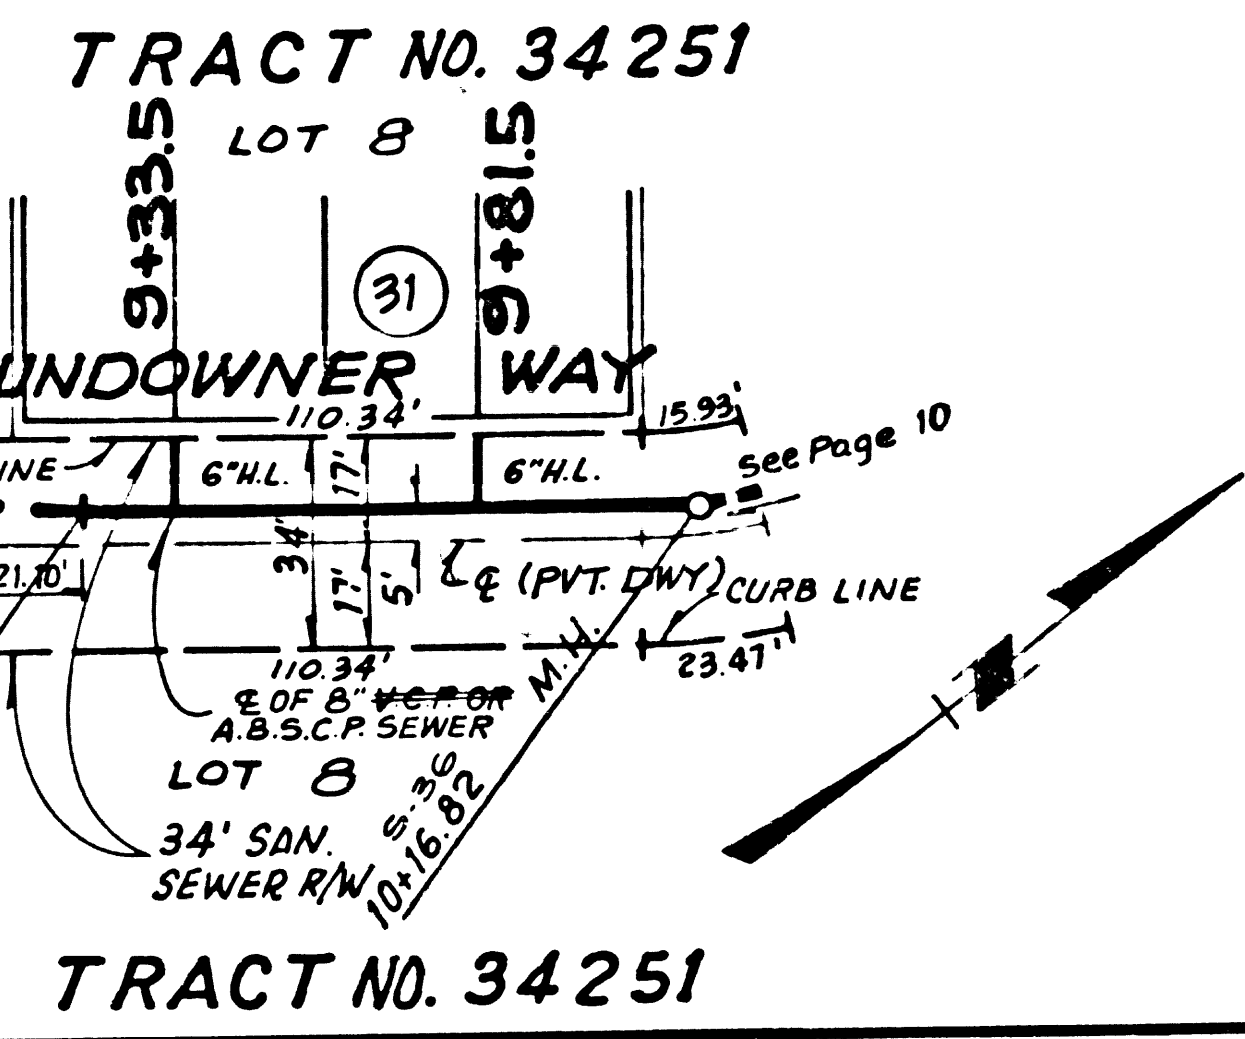 TRACT NO. 34251
LOT 8
9+33.5
9+81.5
31
UNDOWNER WAY
110.34'
15.93'
See Page 10
INE
6"H.L.
17'
6"H.L.
34'
21.10'
17'
5'
℄ (PVT. DWY)
CURB LINE
110.34'
M.H.
23.47'
℄ OF 8" V.C.P. OR
A.B.S.C.P. SEWER
LOT 8
S-36
10+16.82
34' SAN.
SEWER R/W
TRACT NO. 34251